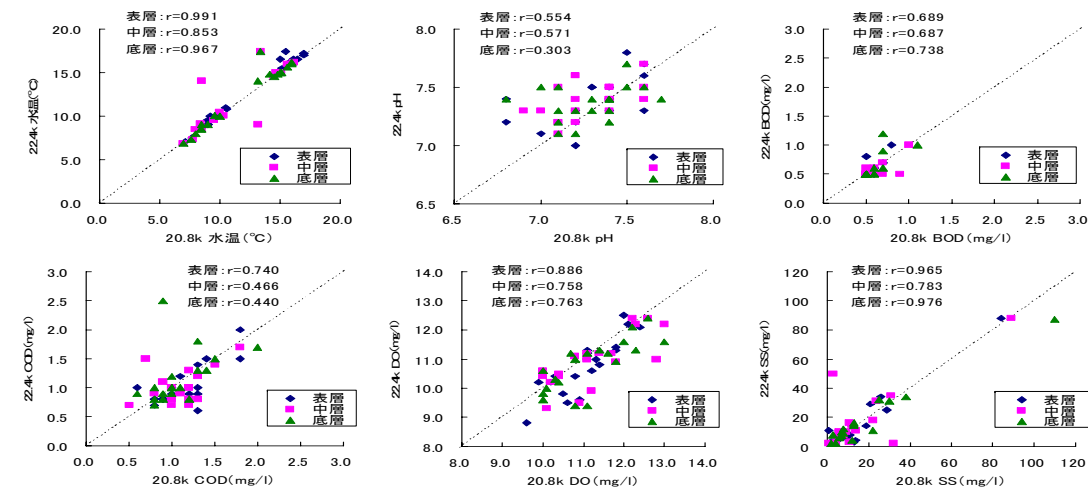 表層:r=0.991
中層:r=0.853
底層:r=0.967
20.0
15.0
10.0
5.0
0.0
22.4k 水温(℃)
表層
中層
底層
0.0 5.0 10.0 15.0 20.0
20.8k 水温(℃)
表層:r=0.554
中層:r=0.571
底層:r=0.303
8.0
7.5
7.0
6.5
22.4k pH
表層
中層
底層
6.5 7.0 7.5 8.0
20.8k pH
表層:r=0.689
中層:r=0.687
底層:r=0.738
3.0
2.5
2.0
1.5
1.0
0.5
0.0
22.4k BOD(mg/l)
表層
中層
底層
0.0 0.5 1.0 1.5 2.0 2.5 3.0
20.8k BOD(mg/l)
表層:r=0.740
中層:r=0.466
底層:r=0.440
3.0
2.5
2.0
1.5
1.0
0.5
0.0
22.4k COD(mg/l)
表層
中層
底層
0.0 0.5 1.0 1.5 2.0 2.5 3.0
20.8k COD(mg/l)
表層:r=0.886
中層:r=0.758
底層:r=0.763
14.0
13.0
12.0
11.0
10.0
9.0
8.0
22.4k DO(mg/l)
表層
中層
底層
8.0 9.0 10.0 11.0 12.0 13.0 14.0
20.8k DO(mg/l)
表層:r=0.965
中層:r=0.783
底層:r=0.976
120
100
80
60
40
20
0
22.4k SS(mg/l)
表層
中層
底層
0 20 40 60 80 100 120
20.8k SS(mg/l)